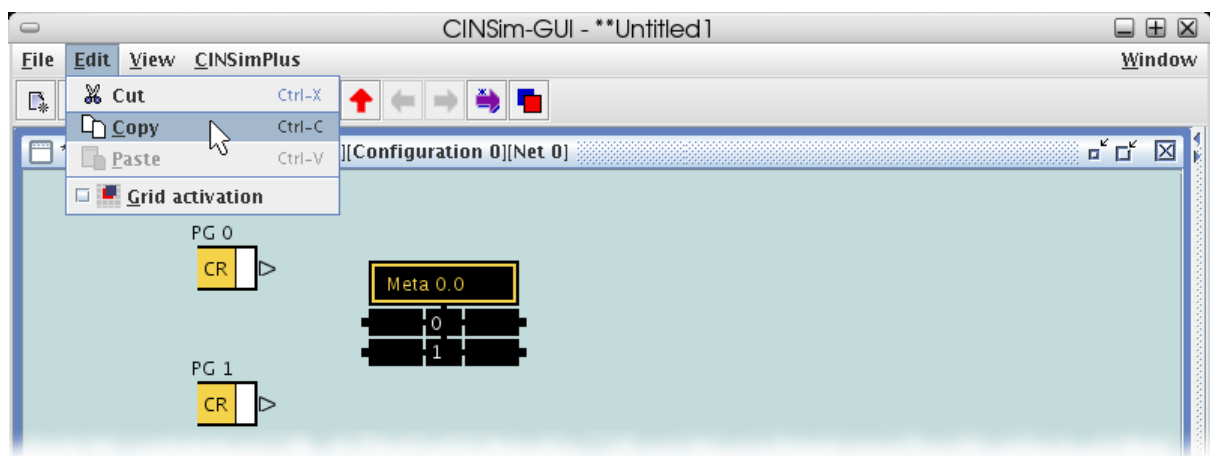 CINSim-GUI - **Untitled1
File Edit View CINSimPlus Window
Cut Ctrl-X
Copy Ctrl-C
Paste Ctrl-V
Grid activation
][Configuration 0][Net 0]
PG 0
CR
Meta 0.0
0
1
PG 1
CR